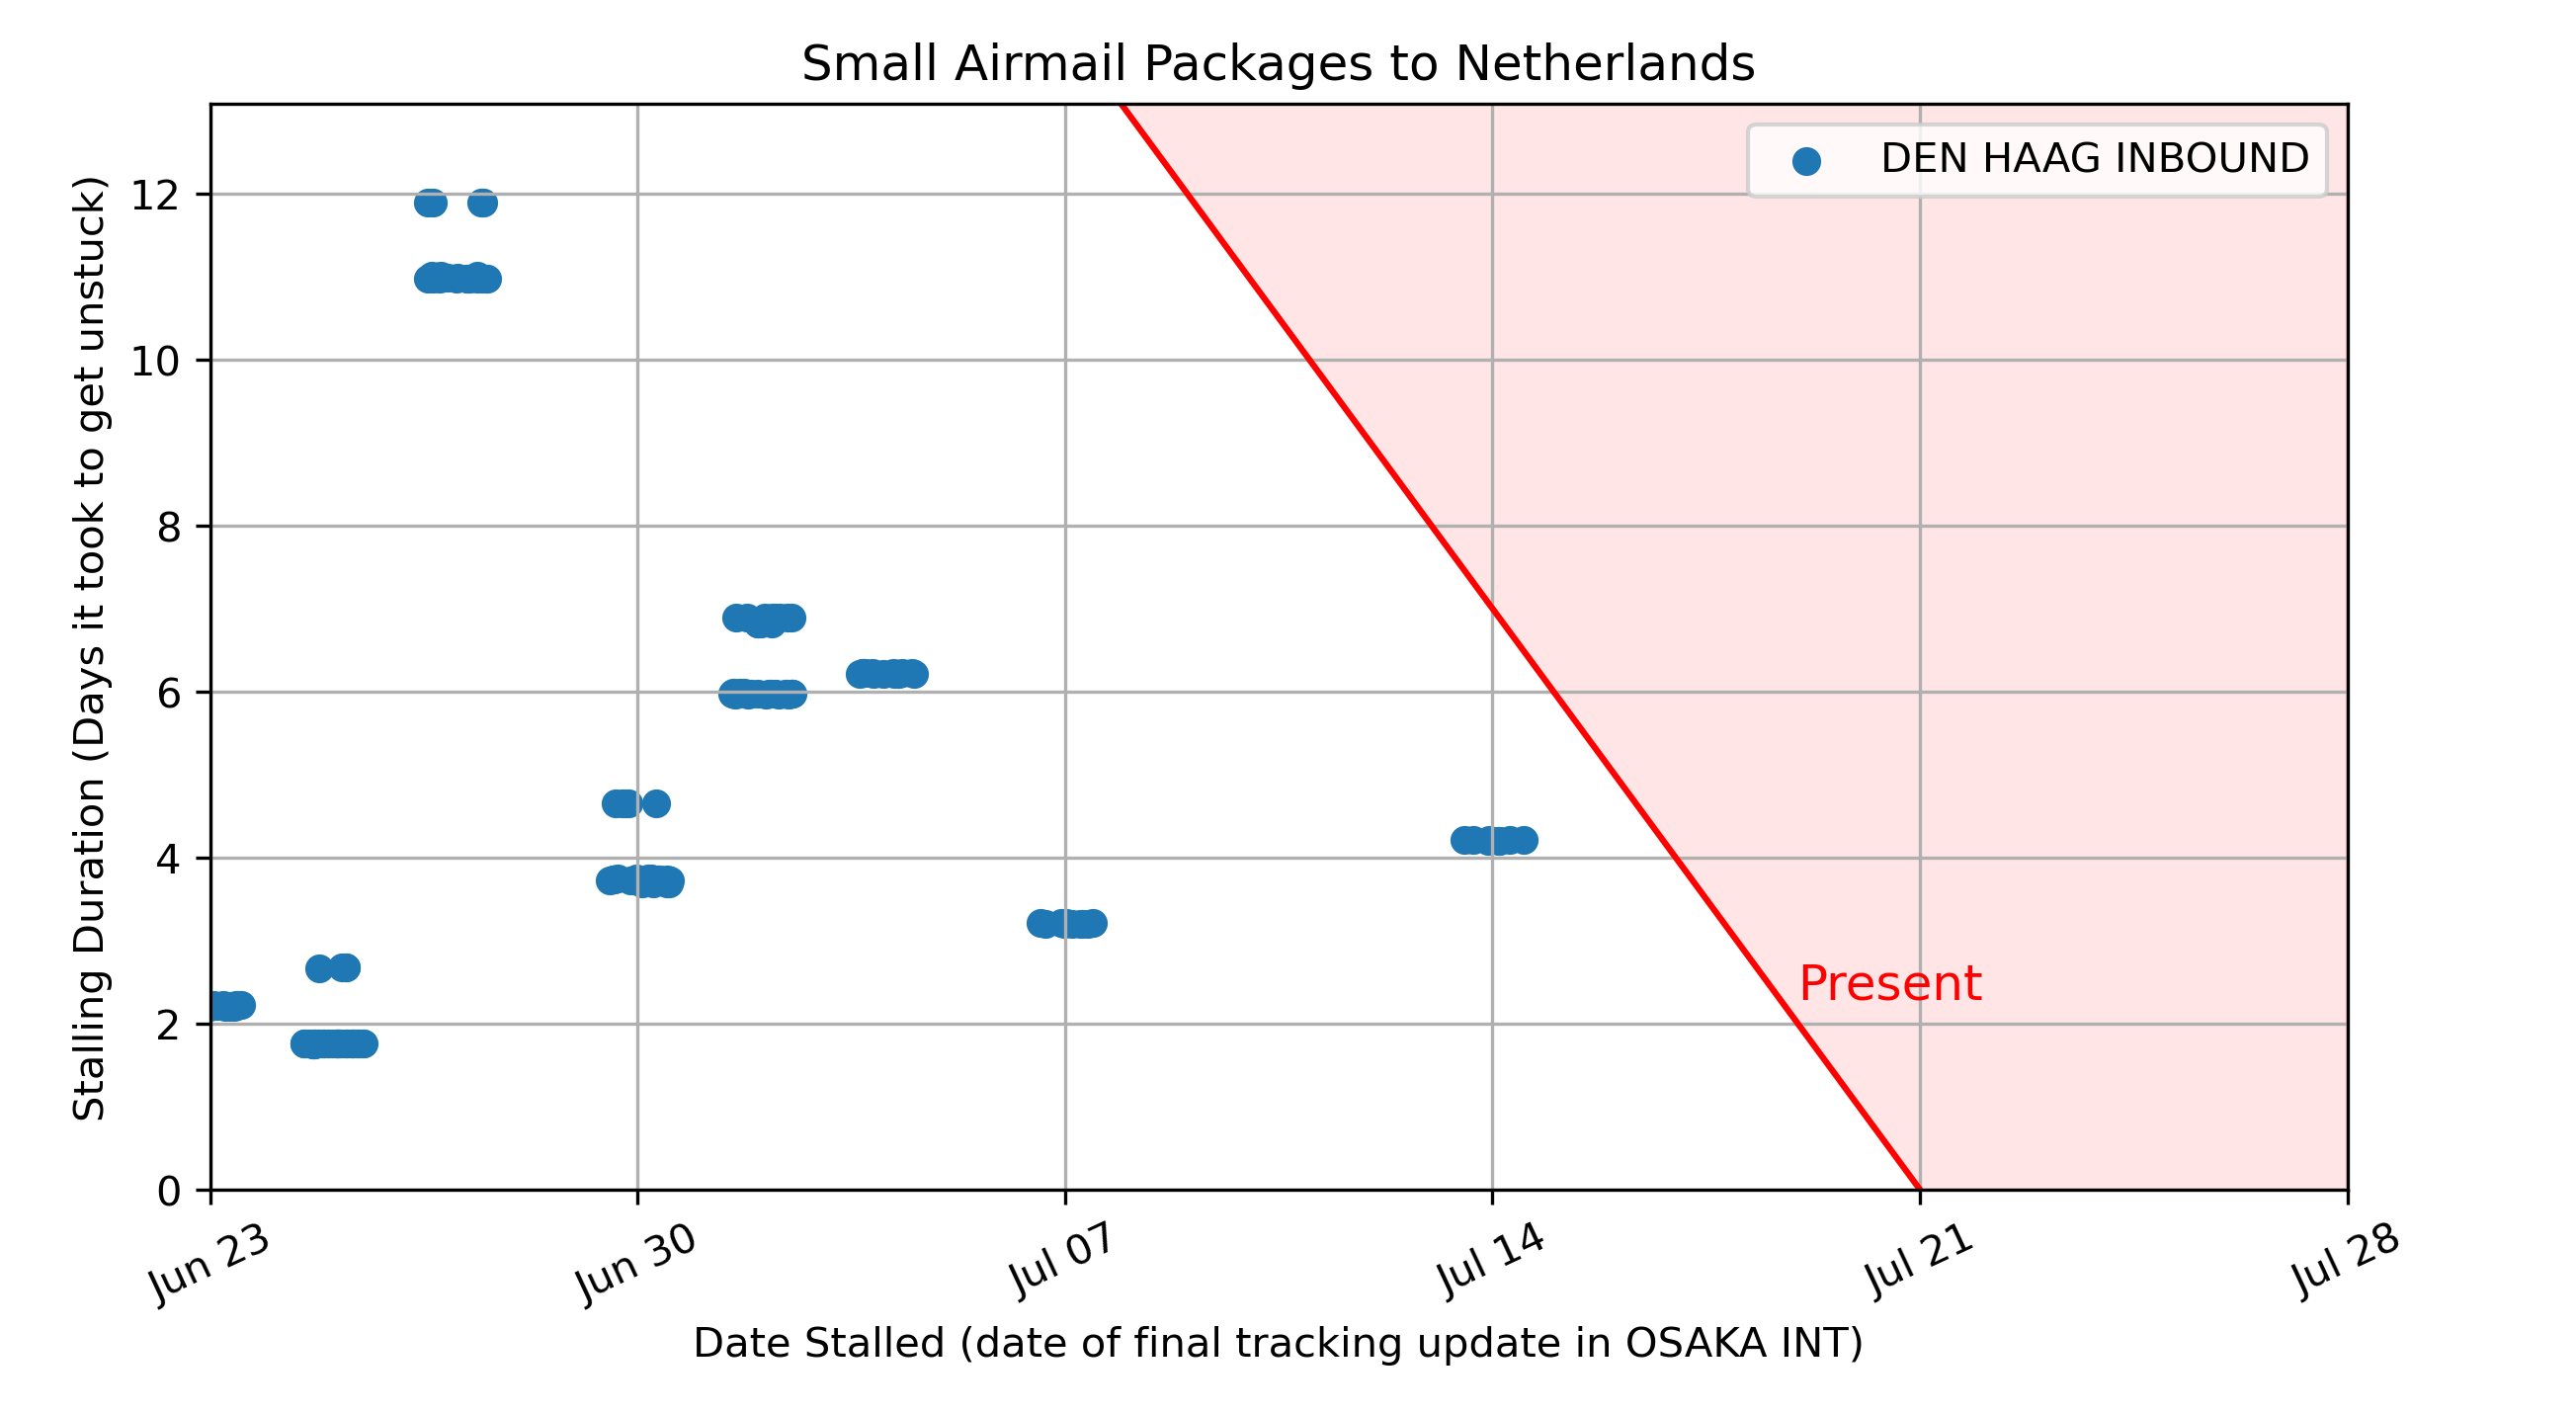 Small Airmail Packages to Netherlands
DEN HAAG INBOUND
Stalling Duration (Days it took to get unstuck)
12
10
8
6
4
2
0
Present
Jun 23
Jun 30
Jul 07
Jul 14
Jul 21
Jul 28
Date Stalled (date of final tracking update in OSAKA INT)